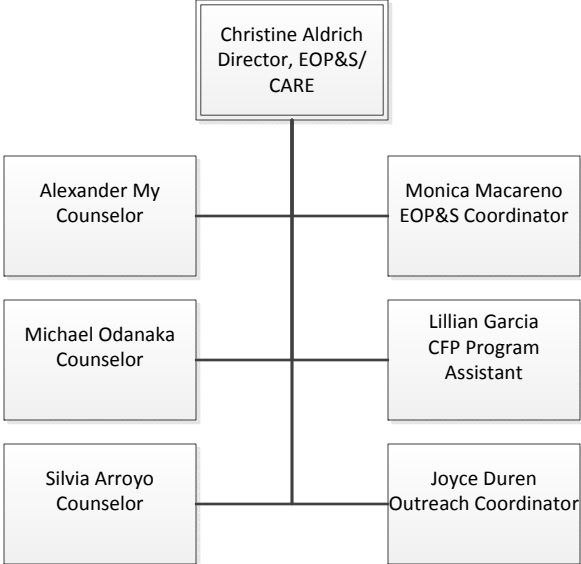 Christine Aldrich
Director, EOP&S/
CARE
Alexander My
Counselor
Monica Macareno
EOP&S Coordinator
Michael Odanaka
Counselor
Lillian Garcia
CFP Program
Assistant
Silvia Arroyo
Counselor
Joyce Duren
Outreach Coordinator